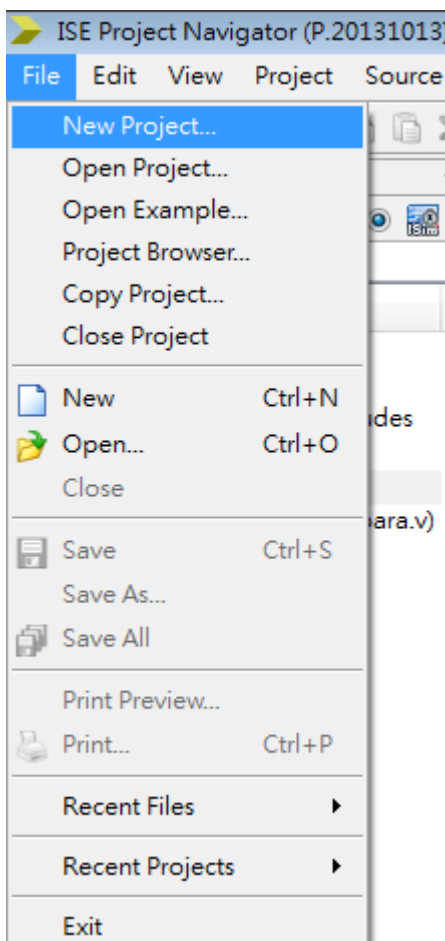 ISE Project Navigator (P.20131013)
File Edit View Project Source
New Project...
Open Project...
Open Example...
Project Browser...
Copy Project...
Close Project
New Ctrl+N
Open... Ctrl+O
Close
Save Ctrl+S
Save As...
Save All
Print Preview...
Print... Ctrl+P
Recent Files
Recent Projects
Exit
ISim
udes
para.v)